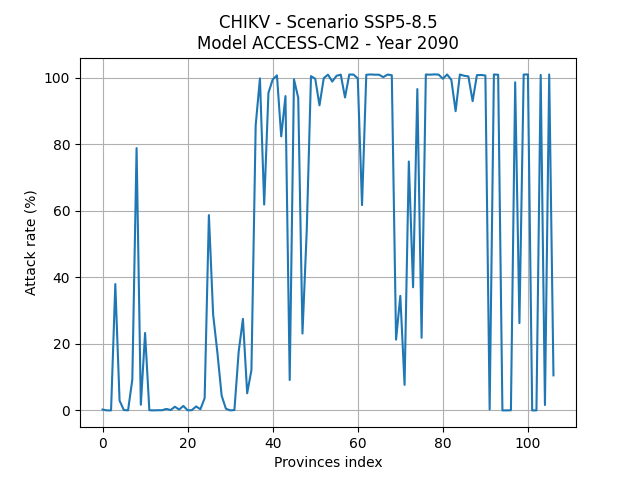 CHIKV - Scenario SSP5-8.5
Model ACCESS-CM2 - Year 2090
Attack rate (%)
100
80
60
40
20
0
0 20 40 60 80 100
Provinces index